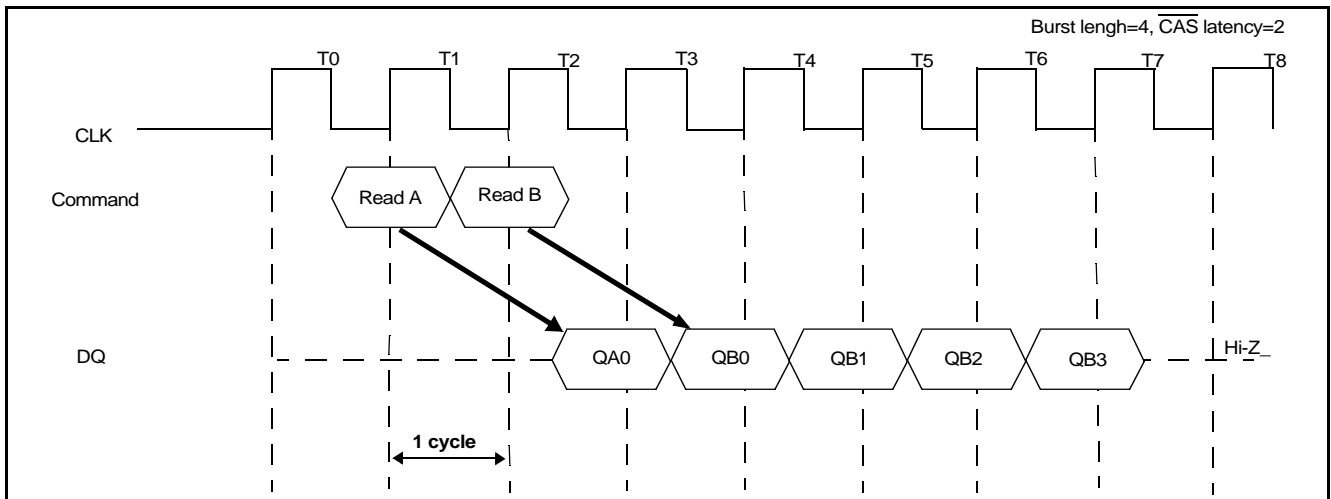 Burst lengh=4, CAS latency=2
T0 T1 T2 T3 T4 T5 T6 T7 T8
CLK
Command Read A Read B
DQ QA0 QB0 QB1 QB2 QB3 Hi-Z_
1 cycle